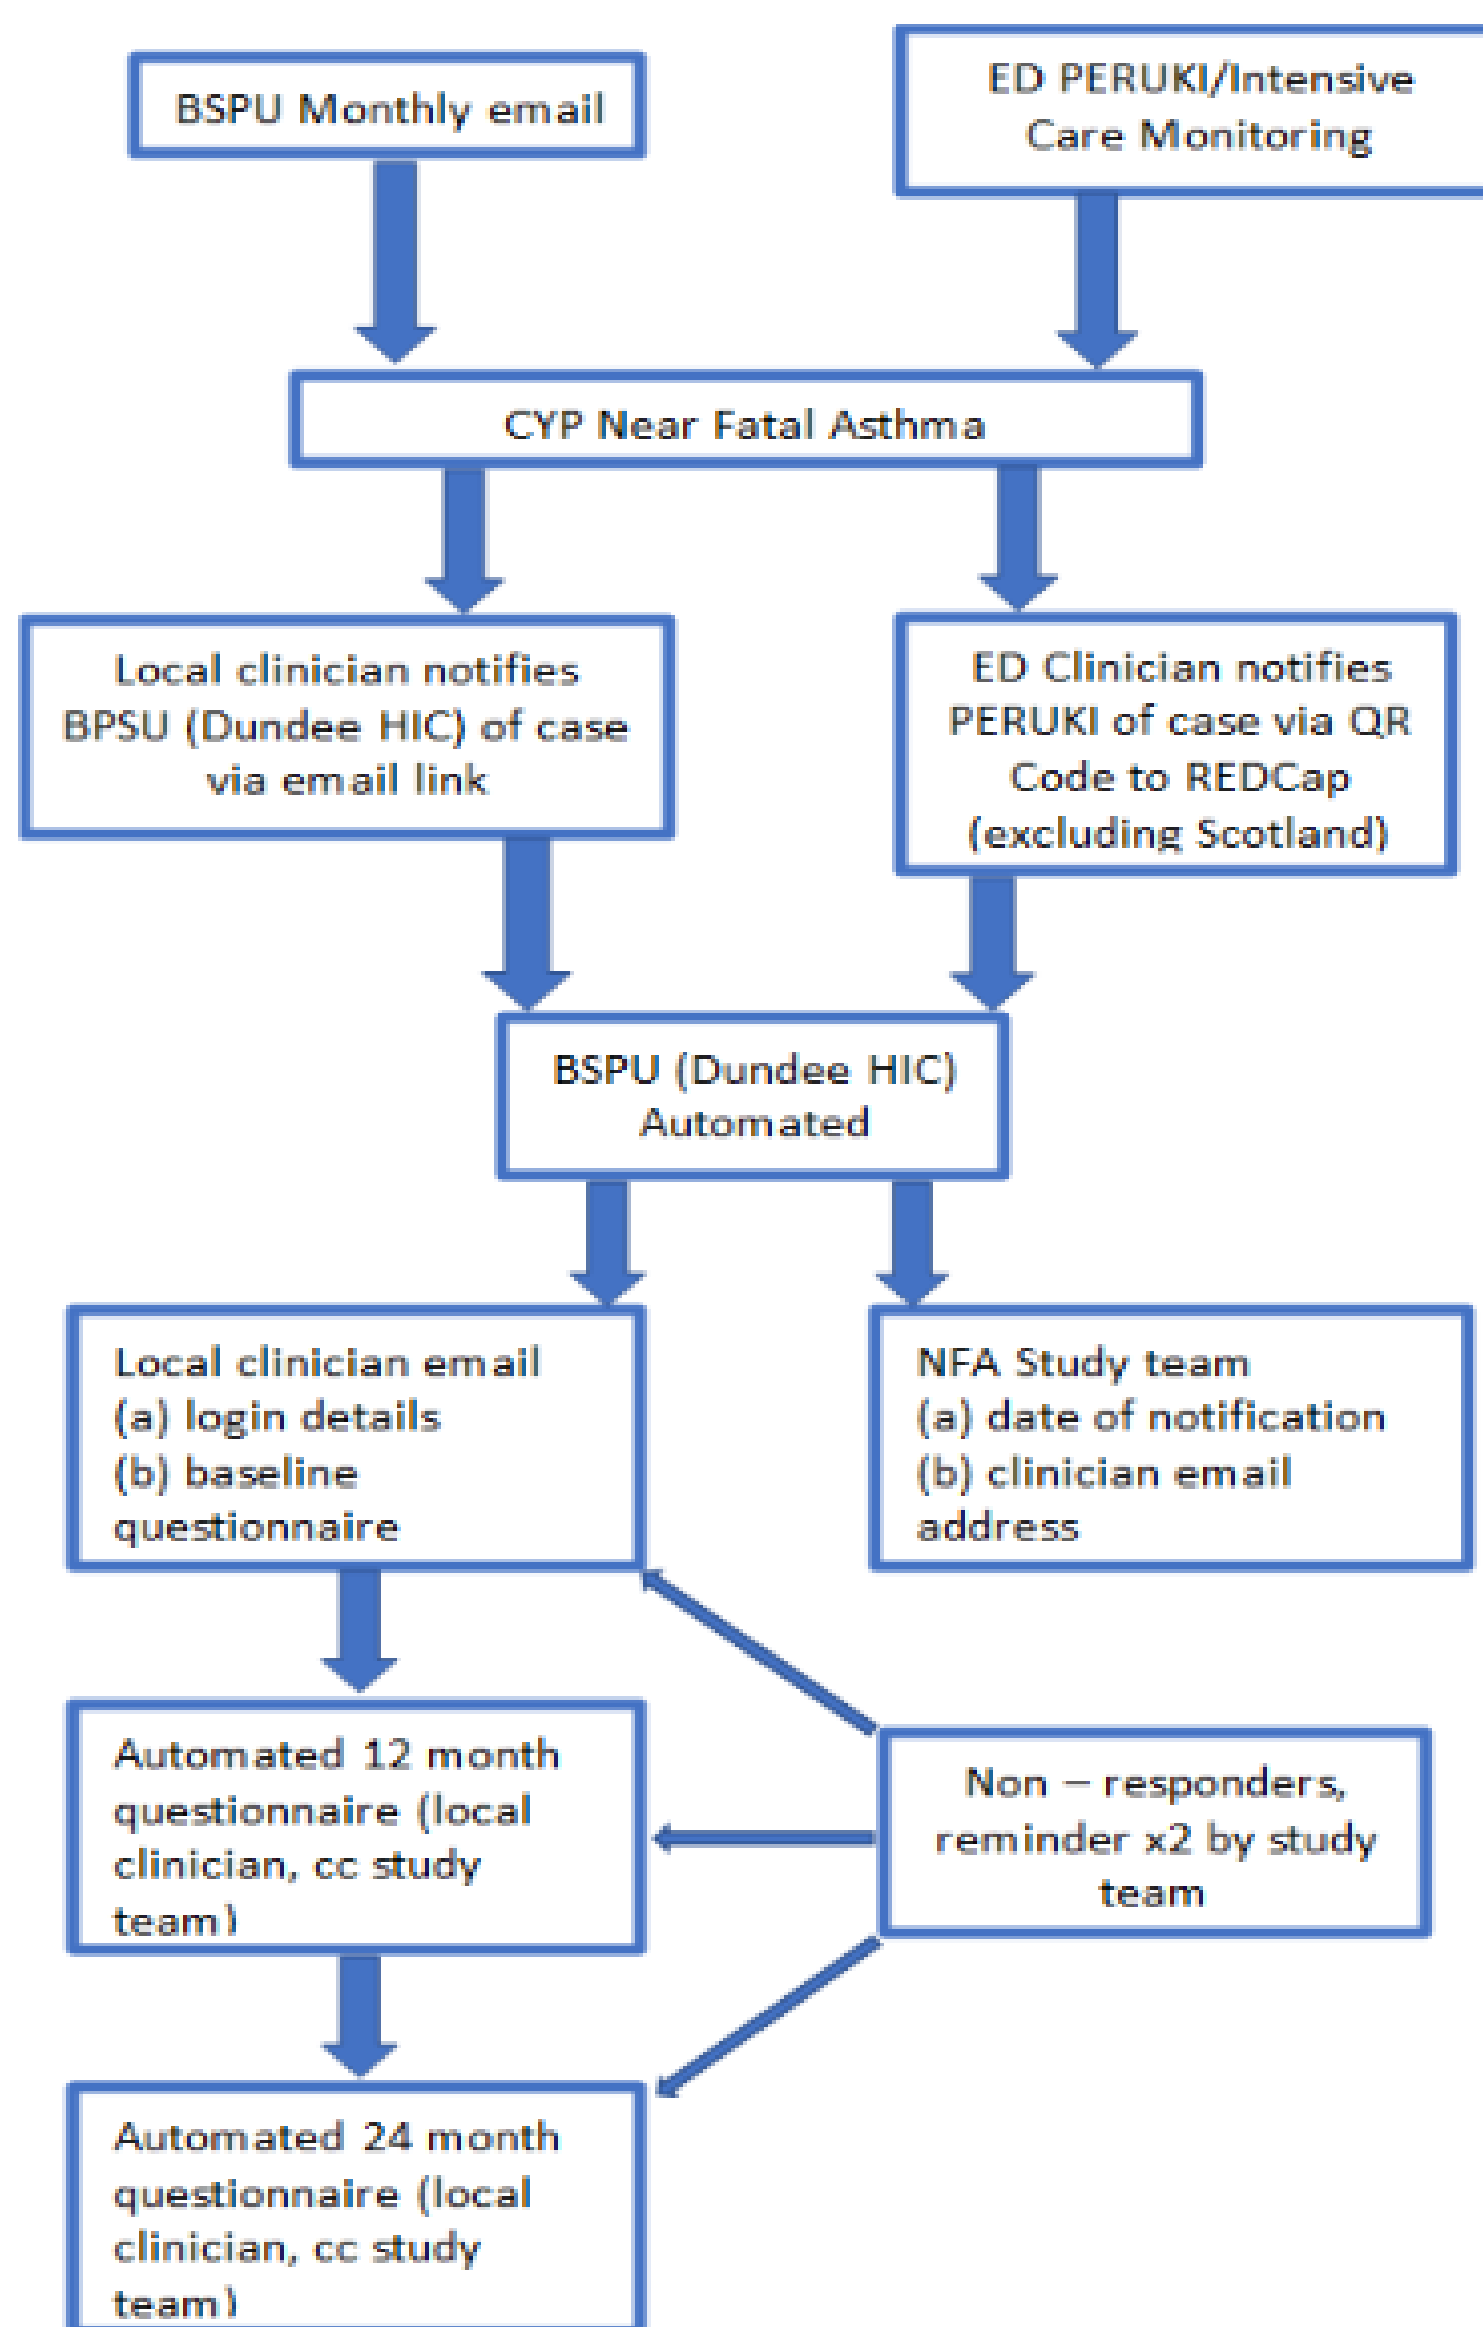 BSPU Monthly email
ED PERUKI/Intensive
Care Monitoring
CYP Near Fatal Asthma
Local clinician notifies
BPSU (Dundee HIC) of case
via email link
ED Clinician notifies
PERUKI of case via QR
Code to REDCap
(excluding Scotland)
BSPU (Dundee HIC)
Automated
Local clinician email
(a) login details
(b) baseline
questionnaire
NFA Study team
(a) date of notification
(b) clinician email
address
Automated 12 month
questionnaire (local
clinician, cc study
team)
Non – responders,
reminder x2 by study
team
Automated 24 month
questionnaire (local
clinician, cc study
team)